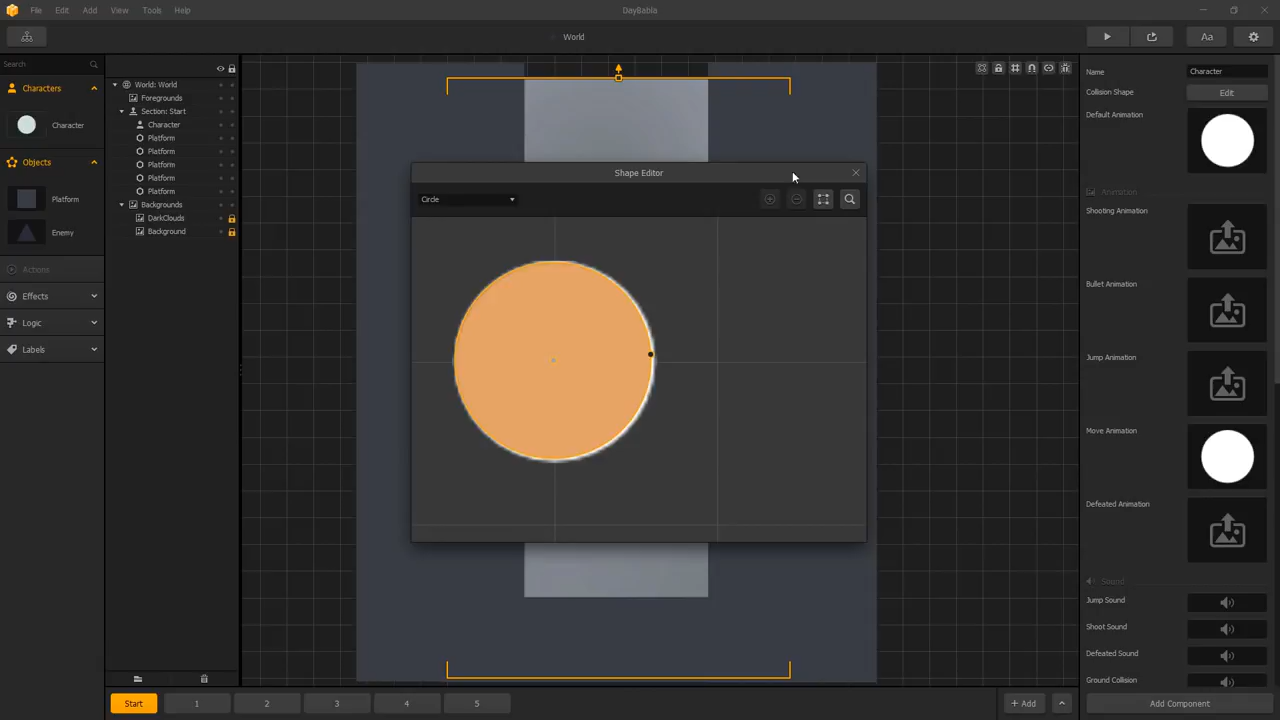 File Edit Add View Tools Help
DayBabla
World
Aa
Search
Characters
Character
Objects
Platform
Enemy
Actions
Effects
Logic
Labels
World: World
Foregrounds
Section: Start
Character
Platform
Platform
Platform
Platform
Platform
Backgrounds
DarkClouds
Background
Shape Editor
Circle
Name
Character
Collision Shape
Edit
Default Animation
Animation
Shooting Animation
Bullet Animation
Jump Animation
Move Animation
Defeated Animation
Sound
Jump Sound
Shoot Sound
Defeated Sound
Ground Collision
Start 1 2 3 4 5
Add
Add Component